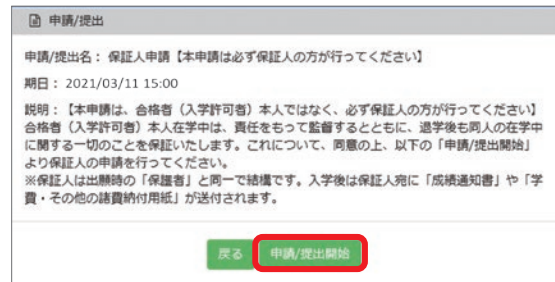 申請/提出
申請/提出名： 保証人申請【本申請は必ず保証人の方が行ってください】
期日： 2021/03/11 15:00
説明：【本申請は、合格者（入学許可者）本人ではなく、必ず保証人の方が行ってください】
合格者（入学許可者）本人在学中は、責任をもって監督するとともに、退学後も同人の在学中
に関する一切のことを保証いたします。これについて、同意の上、以下の「申請/提出開始」
より保証人の申請を行ってください。
※保証人は出願時の「保護者」と同一で結構です。入学後は保証人宛に「成績通知書」や「学
費・その他の諸費納付用紙」が送付されます。
戻る 申請/提出開始